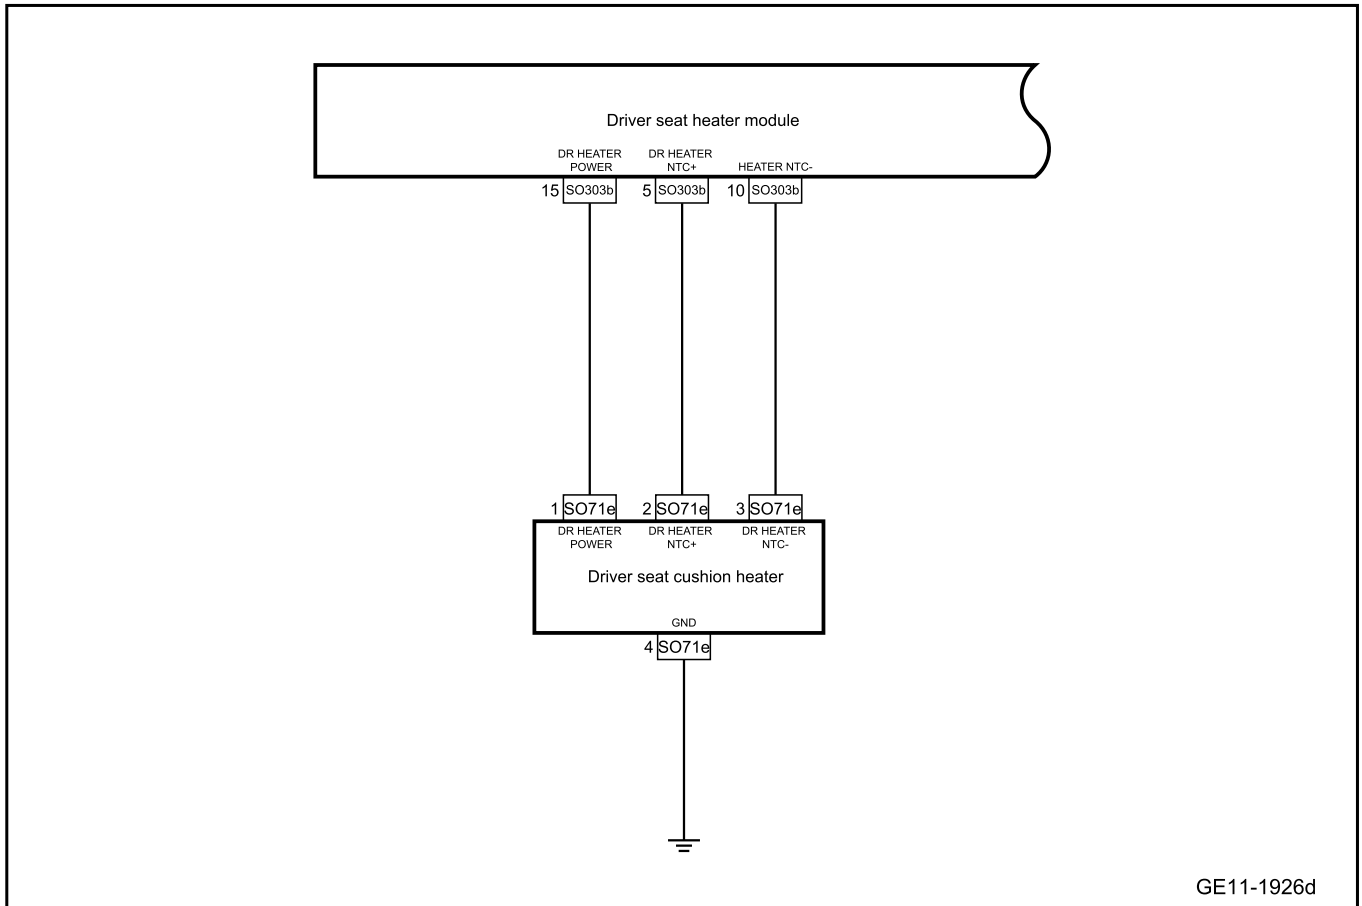 Driver seat heater module
DR HEATER DR HEATER
POWER NTC+ HEATER NTC-
15 SO303b 5 SO303b 10 SO303b
1 SO71e 2 SO71e 3 SO71e
DR HEATER DR HEATER DR HEATER
POWER NTC+ NTC-
Driver seat cushion heater
GND
4 SO71e
GE11-1926d